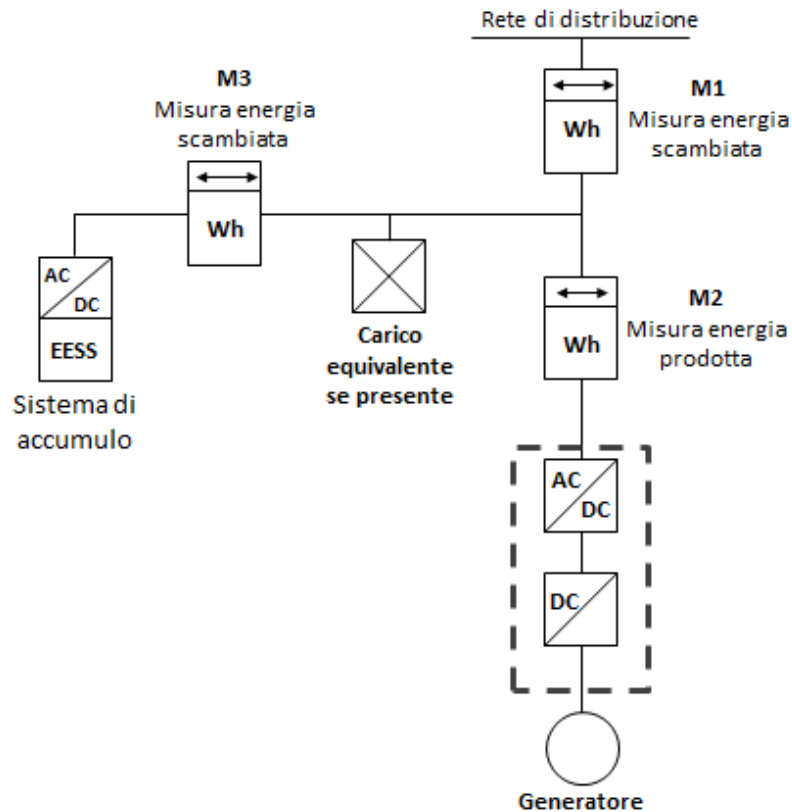 Rete di distribuzione
M1
Misura energia
scambiata
Wh
M3
Misura energia
scambiata
Wh
AC
DC
EESS
Sistema di
accumulo
Carico
equivalente
se presente
M2
Misura energia
prodotta
Wh
AC
DC
DC
Generatore